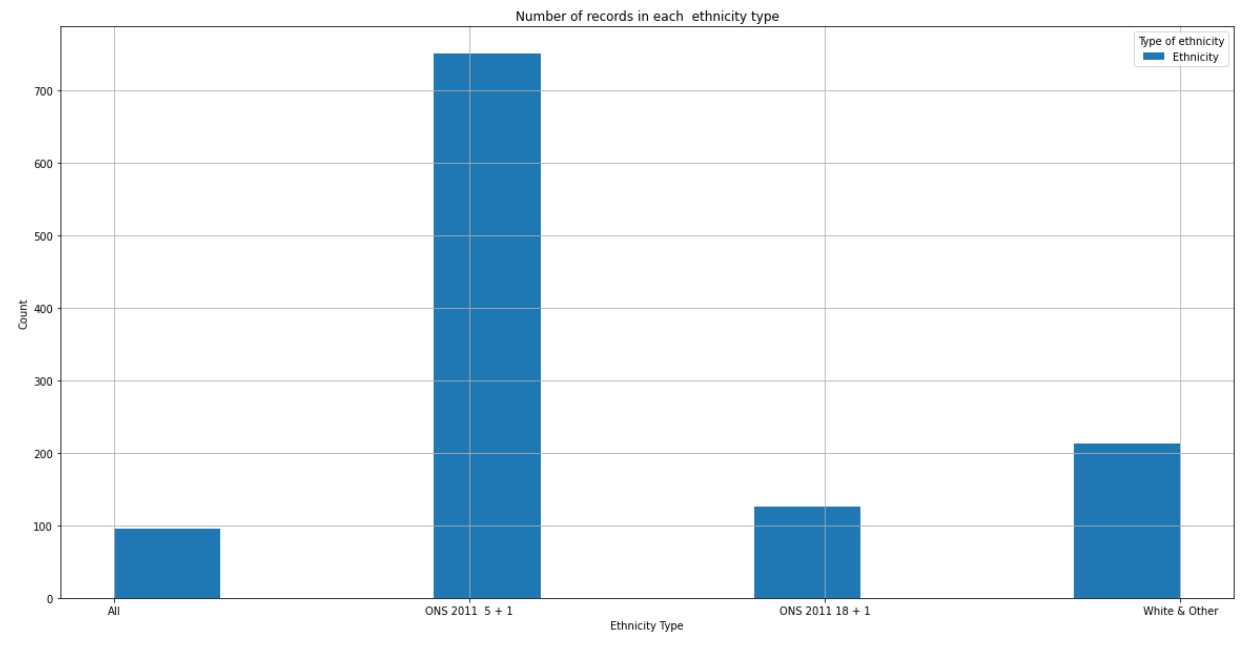 Number of records in each  ethnicity type
Type of ethnicity
Ethnicity
700
600
500
400
300
200
100
0
Count
All
ONS 2011  5 + 1
ONS 2011 18 + 1
White & Other
Ethnicity Type